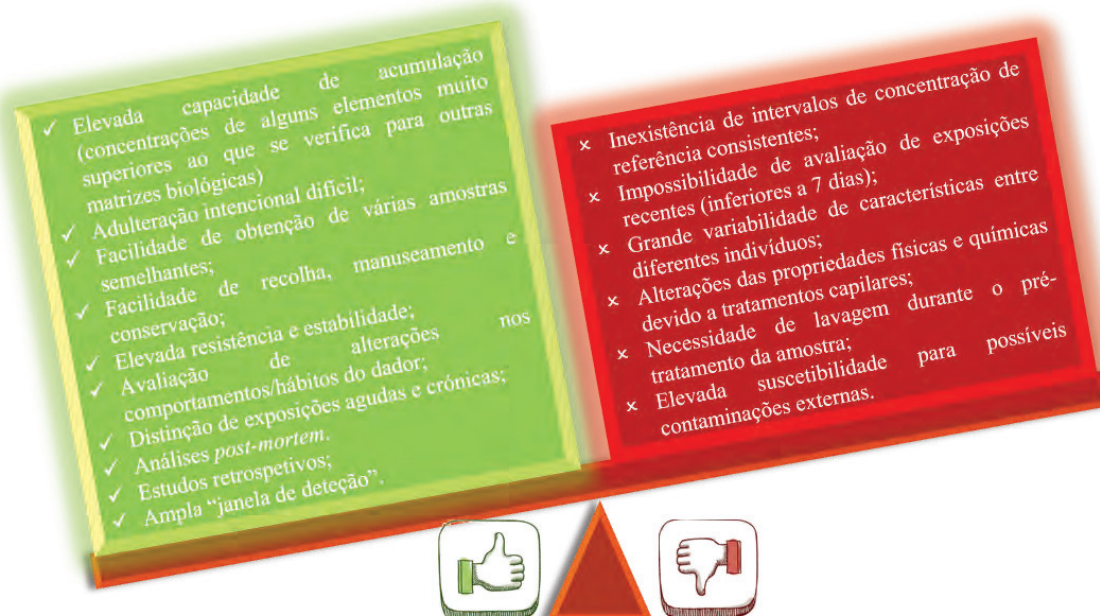 ✓ Elevada capacidade de acumulação
(concentrações de alguns elementos muito
superiores ao que se verifica para outras
matrizes biológicas)
✓ Adulteração intencional difícil;
✓ Facilidade de obtenção de várias amostras
semelhantes;
✓ Facilidade de recolha, manuseamento e
conservação;
✓ Elevada resistência e estabilidade;
✓ Avaliação de alterações nos
comportamentos/hábitos do dador;
✓ Distinção de exposições agudas e crónicas;
✓ Análises post-mortem.
✓ Estudos retrospetivos;
✓ Ampla “janela de deteção”.
× Inexistência de intervalos de concentração de
referência consistentes;
× Impossibilidade de avaliação de exposições
recentes (inferiores a 7 dias);
× Grande variabilidade de características entre
diferentes indivíduos;
× Alterações das propriedades físicas e químicas
devido a tratamentos capilares;
× Necessidade de lavagem durante o pré-
tratamento da amostra;
× Elevada suscetibilidade para possíveis
contaminações externas.